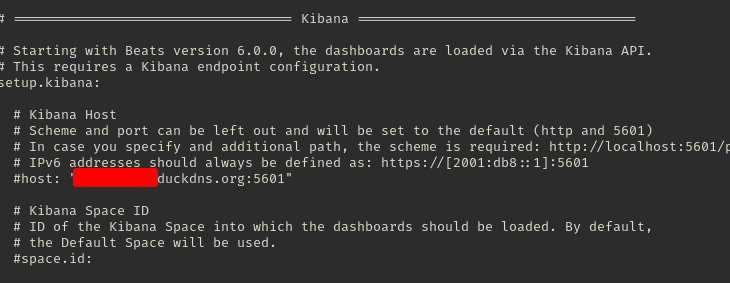 # =================================== Kibana ===================================
# Starting with Beats version 6.0.0, the dashboards are loaded via the Kibana API.
# This requires a Kibana endpoint configuration.
setup.kibana:
# Kibana Host
# Scheme and port can be left out and will be set to the default (http and 5601)
# In case you specify and additional path, the scheme is required: http://localhost:5601/p
# IPv6 addresses should always be defined as: https://[2001:db8::1]:5601
#host: "duckdns.org:5601"
# Kibana Space ID
# ID of the Kibana Space into which the dashboards should be loaded. By default,
# the Default Space will be used.
#space.id: